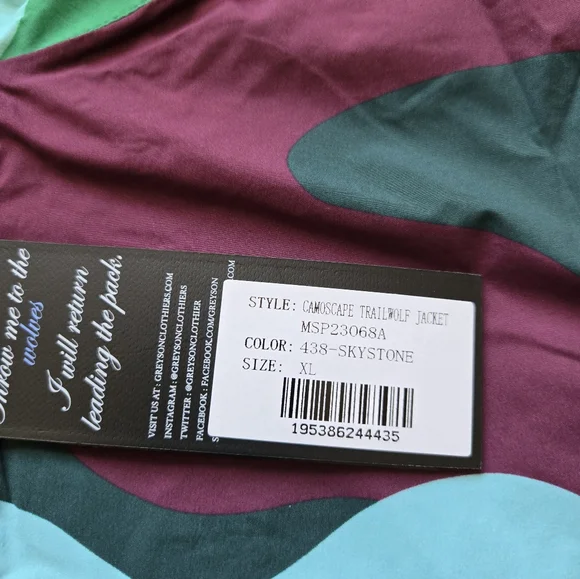 Throw me to the
wolves
I will return
leading the pack.
VISIT US AT : GREYSONCLOTHIERS.COM
INSTAGRAM : @GREYSONCLOTHIERS
TWITTER : @GREYSONCLOTHIER
FACEBOOK : FACEBOOK.COM/GREYSON
STYLE: CAMOSCAPE TRAILWOLF JACKET
MSP23068A
COLOR: 438-SKYSTONE
SIZE: XL
195386244435